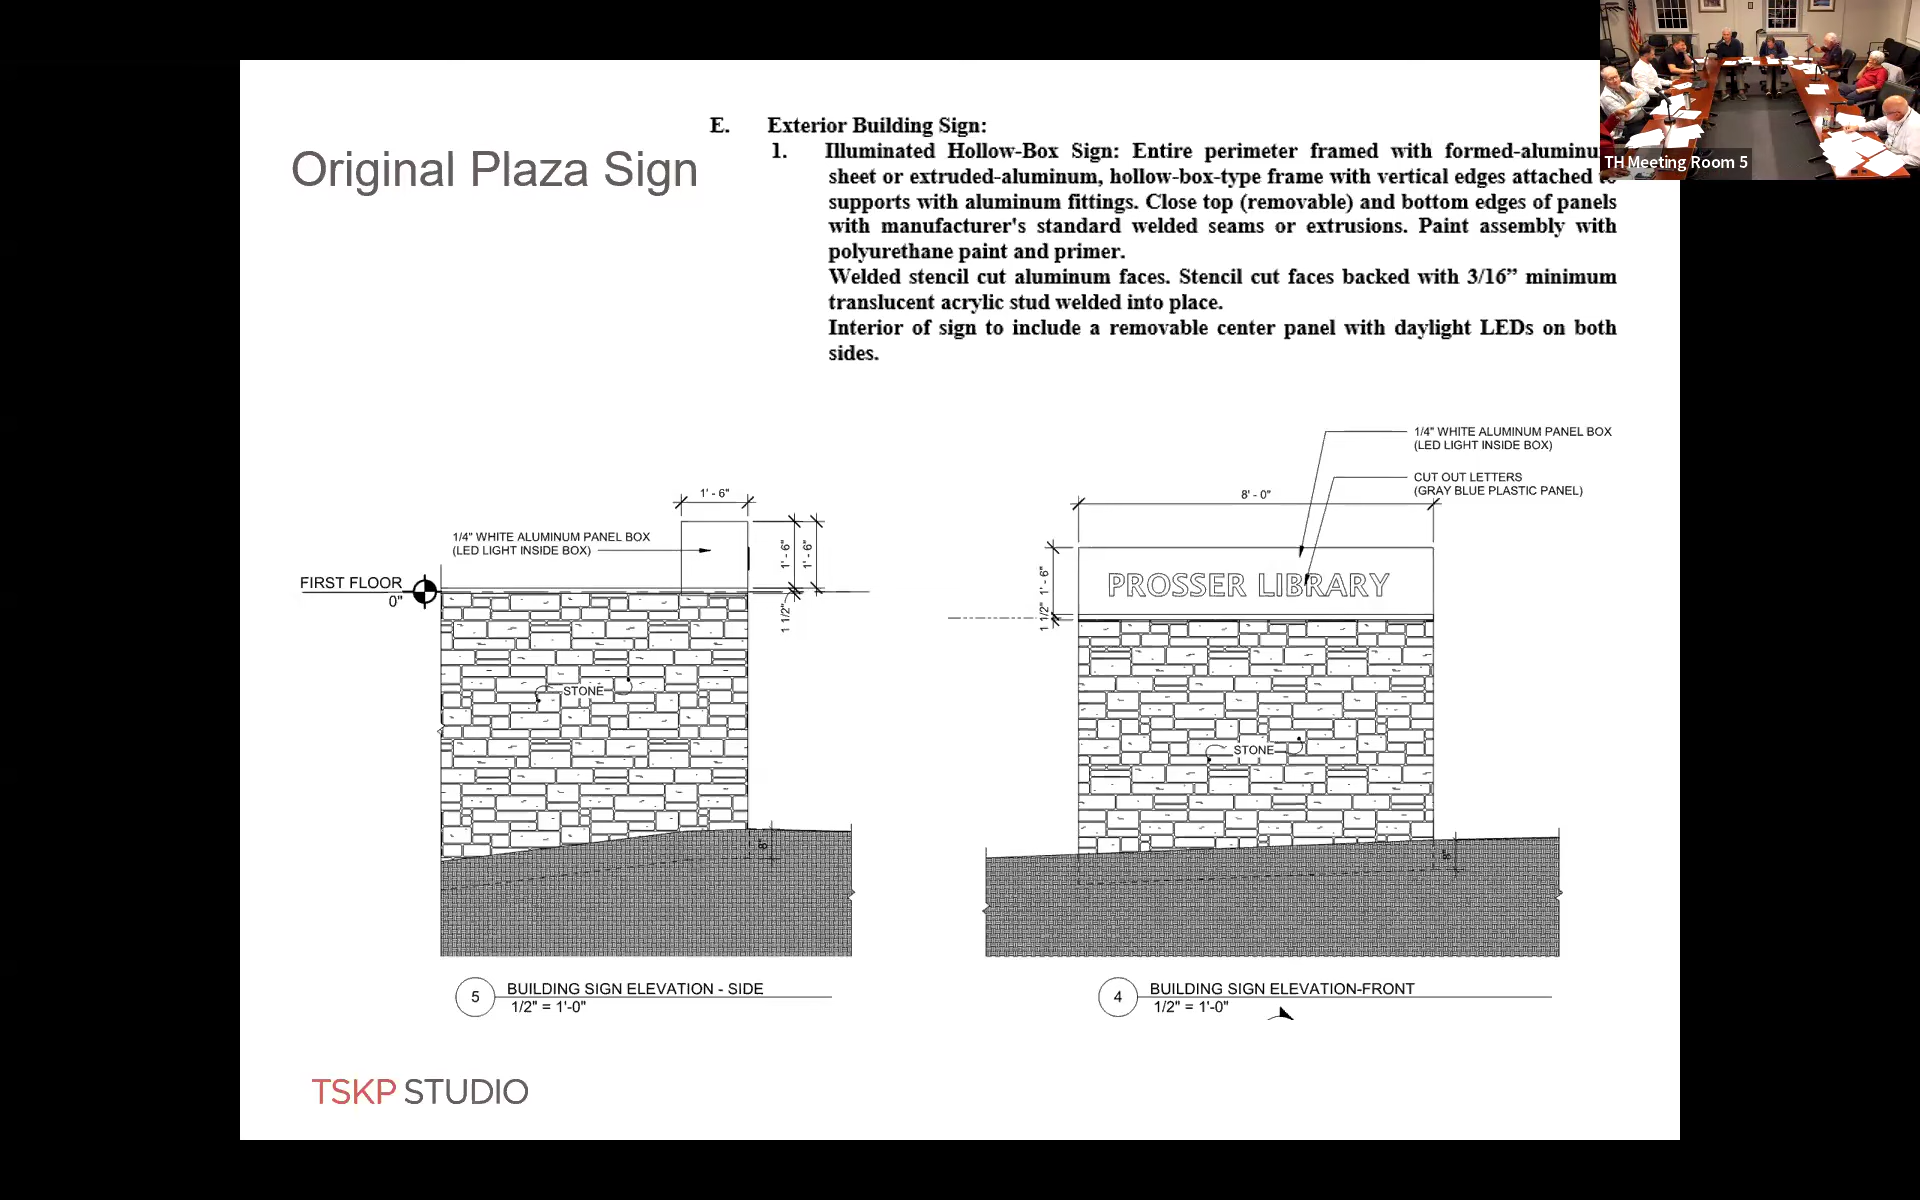 TH Meeting Room 5
Original Plaza Sign
E. Exterior Building Sign:
1. Illuminated Hollow-Box Sign: Entire perimeter framed with formed-aluminu
sheet or extruded-aluminum, hollow-box-type frame with vertical edges attached
supports with aluminum fittings. Close top (removable) and bottom edges of panels
with manufacturer's standard welded seams or extrusions. Paint assembly with
polyurethane paint and primer.
Welded stencil cut aluminum faces. Stencil cut faces backed with 3/16” minimum
translucent acrylic stud welded into place.
Interior of sign to include a removable center panel with daylight LEDs on both
sides.
1' - 6"
1/4" WHITE ALUMINUM PANEL BOX
(LED LIGHT INSIDE BOX)
1' - 6"
1' - 6"
1 1/2"
FIRST FLOOR
0"
STONE
8"
5
BUILDING SIGN ELEVATION - SIDE
1/2" = 1'-0"
1/4" WHITE ALUMINUM PANEL BOX
(LED LIGHT INSIDE BOX)
CUT OUT LETTERS
(GRAY BLUE PLASTIC PANEL)
8' - 0"
1' - 6"
1 1/2"
PROSSER LIBRARY
STONE
8"
4
BUILDING SIGN ELEVATION-FRONT
1/2" = 1'-0"
TSKP STUDIO